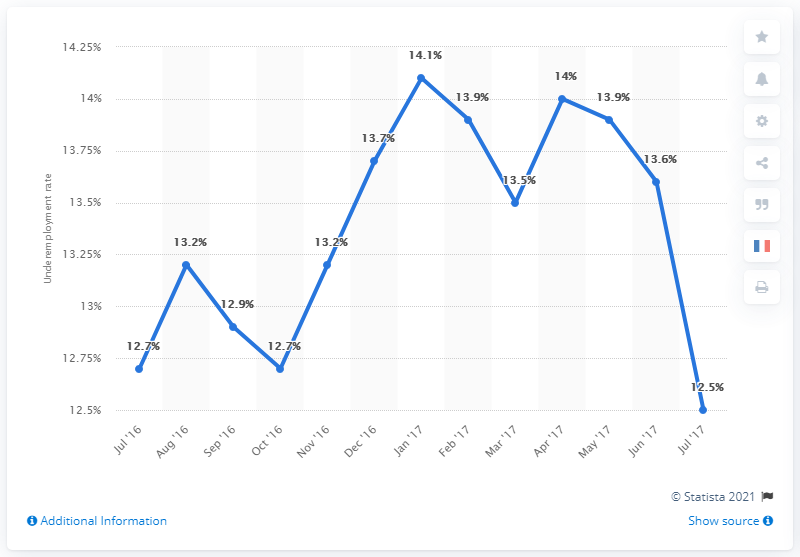 14.25%
14%
13.75%
13.5%
13.25%
13%
12.75%
12.5%
Underemployment rate
12.7%
13.2%
12.9%
12.7%
13.2%
13.7%
14.1%
13.9%
13.5%
14%
13.9%
13.6%
12.5%
Jul '16
Aug '16
Sep '16
Oct '16
Nov '16
Dec '16
Jan '17
Feb '17
Mar '17
Apr '17
May '17
Jun '17
Jul '17
© Statista 2021
Additional Information
Show source